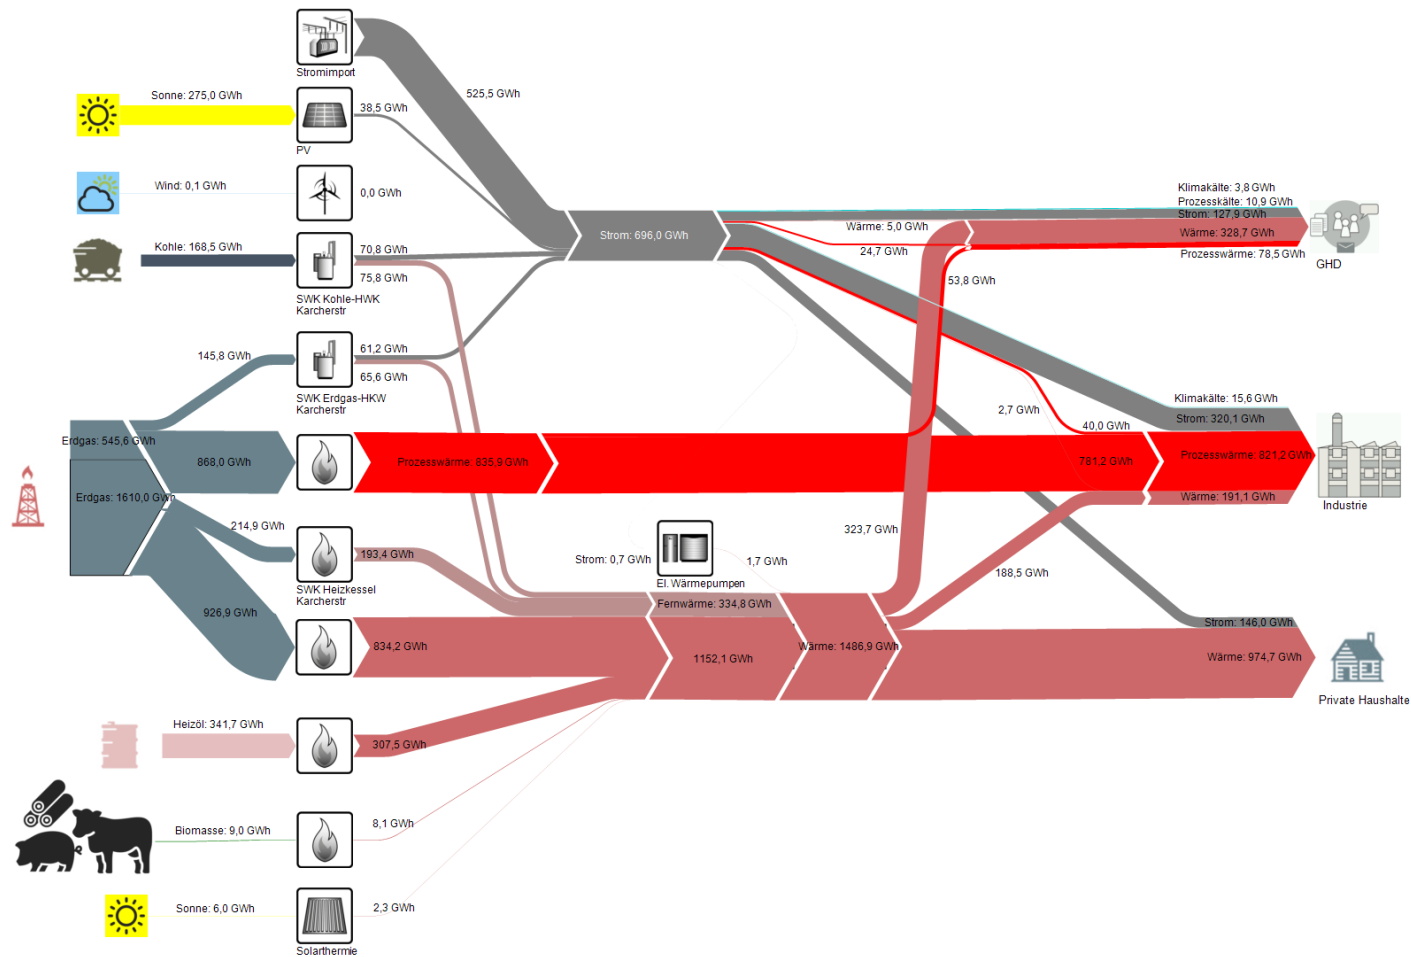 Stromimport
525,5 GWh
Sonne: 275,0 GWh
38,5 GWh
PV
Wind: 0,1 GWh
0,0 GWh
Kohle: 168,5 GWh
70,8 GWh
75,8 GWh
SWK Kohle-HWK
Karcherstr
Strom: 696,0 GWh
Klimakälte: 3,8 GWh
Prozesskälte: 10,9 GWh
Strom: 127,9 GWh
Wärme: 5,0 GWh
Wärme: 328,7 GWh
24,7 GWh
Prozesswärme: 78,5 GWh
GHD
53,8 GWh
145,8 GWh
61,2 GWh
65,6 GWh
SWK Erdgas-HKW
Karcherstr
Klimakälte: 15,6 GWh
2,7 GWh
Strom: 320,1 GWh
40,0 GWh
Erdgas: 545,6 GWh
868,0 GWh
Prozesswärme: 835,9 GWh
781,2 GWh
Prozesswärme: 821,2 GWh
Erdgas: 1610,0 GWh
Wärme: 191,1 GWh
Industrie
214,9 GWh
323,7 GWh
193,4 GWh
Strom: 0,7 GWh
1,7 GWh
El. Wärmepumpen
188,5 GWh
SWK Heizkessel
Karcherstr
Fernwärme: 334,8 GWh
926,9 GWh
Strom: 146,0 GWh
834,2 GWh
1152,1 GWh
Wärme: 1486,9 GWh
Wärme: 974,7 GWh
Private Haushalte
Heizöl: 341,7 GWh
307,5 GWh
Biomasse: 9,0 GWh
8,1 GWh
Sonne: 6,0 GWh
2,3 GWh
Solarthermie